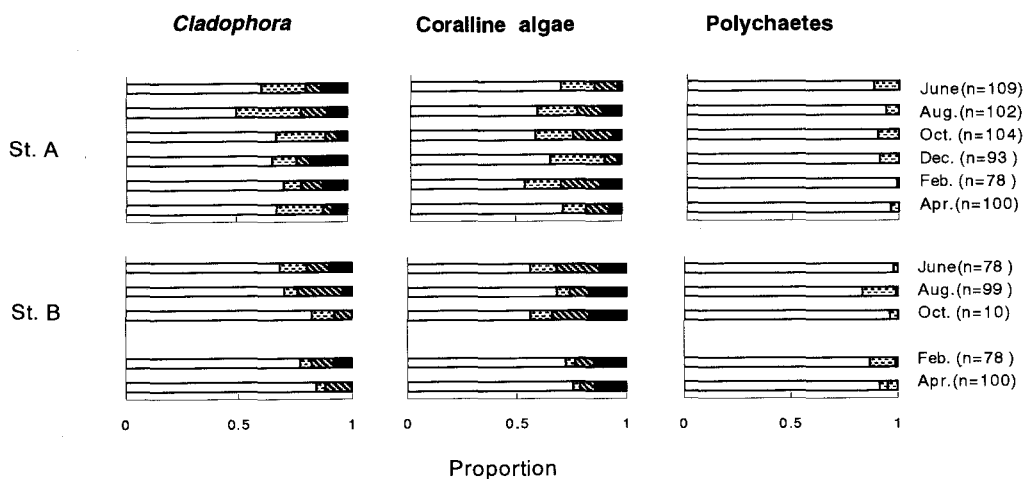 Cladophora Coralline algae Polychaetes
St. A
June(n=109)
Aug.(n=102)
Oct. (n=104)
Dec. (n=93 )
Feb. (n=78 )
Apr.(n=100)
St. B
June(n=78 )
Aug.(n=99 )
Oct. (n=10)
Feb. (n=78 )
Apr.(n=100)
0 0.5 1 0 0.5 1 0 0.5 1
Proportion